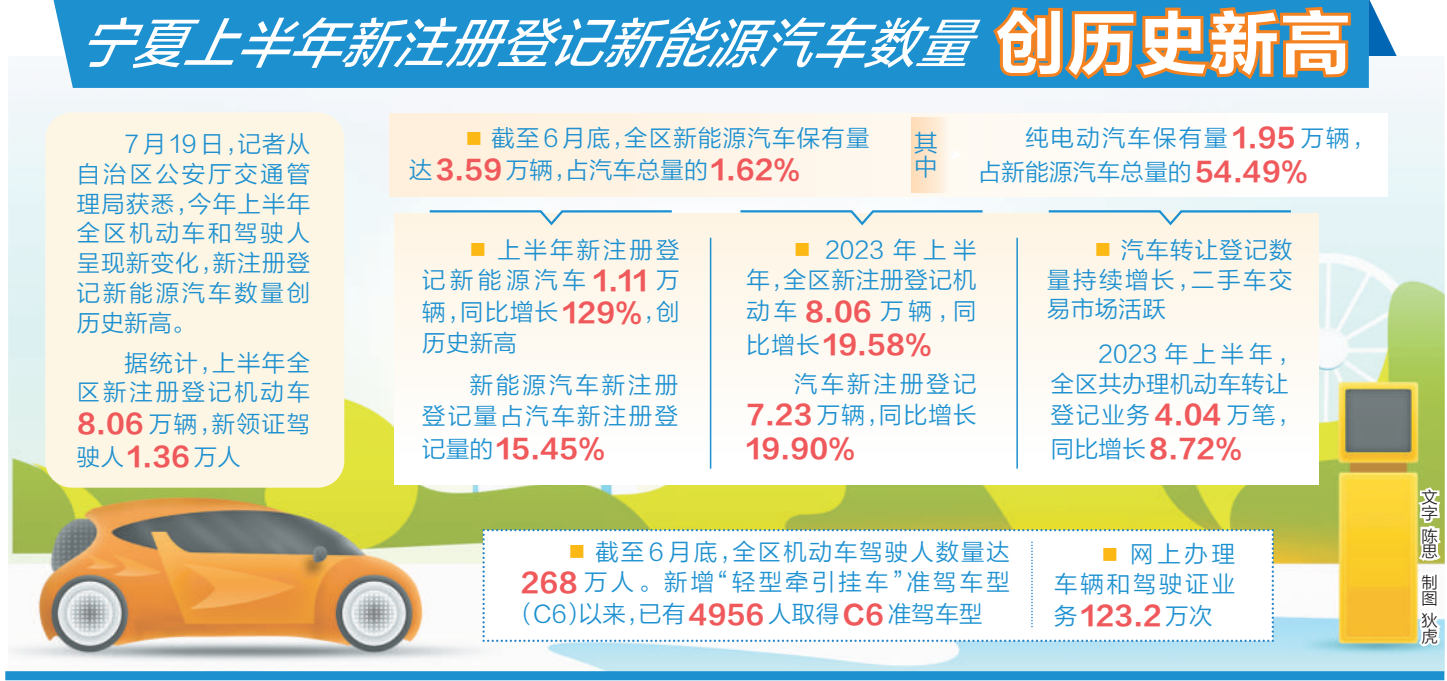 宁夏上半年新注册登记新能源汽车数量 创历史新高
7月19日，记者从
自治区公安厅交通管
理局获悉，今年上半年
全区机动车和驾驶人
呈现新变化，新注册登
记新能源汽车数量创
历史新高。
据统计，上半年全
区新注册登记机动车
8.06万辆，新领证驾
驶人1.36万人
■ 截至6月底，全区新能源汽车保有量
达3.59万辆，占汽车总量的1.62%
其中
纯电动汽车保有量1.95万辆，
占新能源汽车总量的54.49%
■ 上半年新注册登
记新能源汽车1.11万
辆，同比增长129%，创
历史新高
新能源汽车新注册
登记量占汽车新注册登
记量的15.45%
■ 2023年上半
年，全区新注册登记机
动车8.06万辆，同
比增长19.58%
汽车新注册登记
7.23万辆，同比增长
19.90%
■ 汽车转让登记数
量持续增长，二手车交
易市场活跃
2023年上半年，
全区共办理机动车转让
登记业务4.04万笔，
同比增长8.72%
■ 截至6月底，全区机动车驾驶人数量达
268万人。新增“轻型牵引挂车”准驾车型
（C6）以来，已有4956人取得C6准驾车型
■ 网上办理
车辆和驾驶证业
务123.2万次
文字 陈思 制图 狄虎